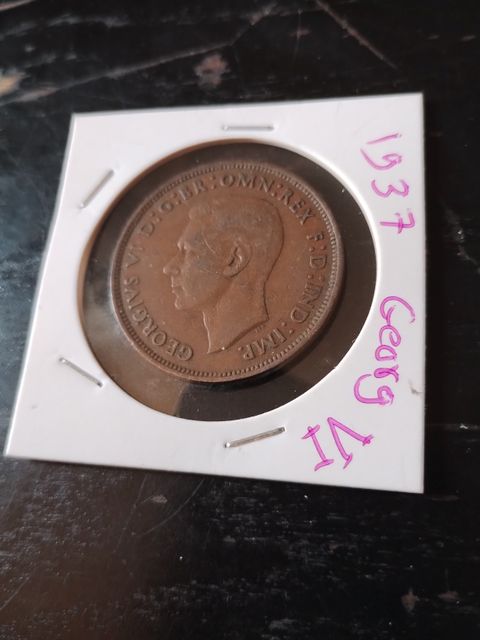 GEORGIVS VI D:G:BR:OMN:REX F:D:IND:IMP.
1937 Georg VI